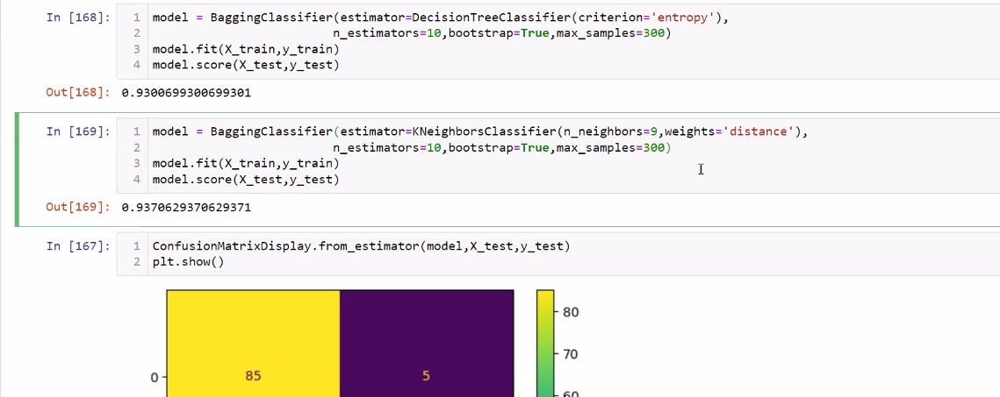 In [168]:
1 model = BaggingClassifier(estimator=DecisionTreeClassifier(criterion='entropy'),
2 n_estimators=10,bootstrap=True,max_samples=300)
3 model.fit(X_train,y_train)
4 model.score(X_test,y_test)
Out[168]: 0.9300699300699301
In [169]:
1 model = BaggingClassifier(estimator=KNeighborsClassifier(n_neighbors=9,weights='distance'),
2 n_estimators=10,bootstrap=True,max_samples=300)
3 model.fit(X_train,y_train)
4 model.score(X_test,y_test)
Out[169]: 0.9370629370629371
In [167]:
1 ConfusionMatrixDisplay.from_estimator(model,X_test,y_test)
2 plt.show()
80
70
0
85
5
60